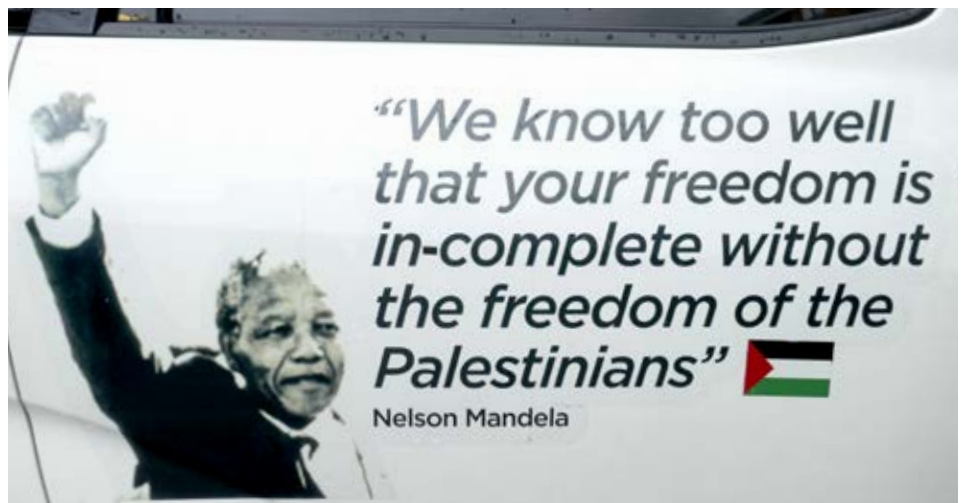 “We know too well
that your freedom is
in-complete without
the freedom of the
Palestinians”
Nelson Mandela